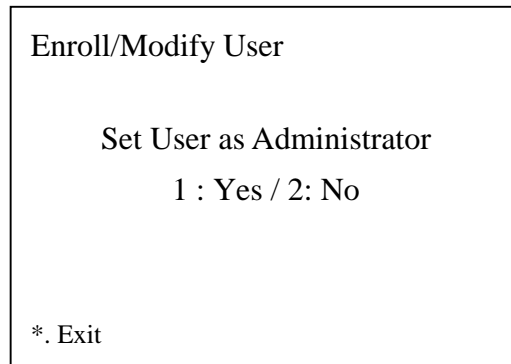 Enroll/Modify User
Set User as Administrator
1 : Yes / 2: No
*. Exit